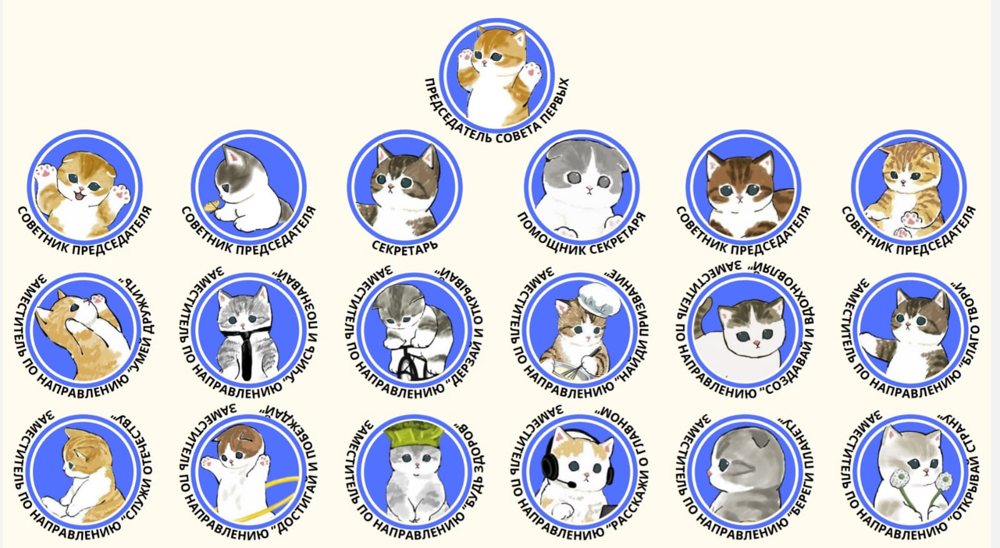 ПРЕДСЕДАТЕЛЬ СОВЕТА ПЕРВЫХ
СОВЕТНИК ПРЕДСЕДАТЕЛЯ
СОВЕТНИК ПРЕДСЕДАТЕЛЯ
СЕКРЕТАРЬ
ПОМОЩНИК СЕКРЕТАРЯ
СОВЕТНИК ПРЕДСЕДАТЕЛЯ
СОВЕТНИК ПРЕДСЕДАТЕЛЯ
ЗАМЕСТИТЕЛЬ ПО НАПРАВЛЕНИЮ "УМЕЙ ДРУЖИТЬ"
ЗАМЕСТИТЕЛЬ ПО НАПРАВЛЕНИЮ "УЧИСЬ И ПОЗНАВАЙ"
ЗАМЕСТИТЕЛЬ ПО НАПРАВЛЕНИЮ "ДЕРЗАЙ И ОТКРЫВАЙ"
ЗАМЕСТИТЕЛЬ ПО НАПРАВЛЕНИЮ "НАЙДИ ПРИЗВАНИЕ"
ЗАМЕСТИТЕЛЬ ПО НАПРАВЛЕНИЮ "СОЗДАВАЙ И ВДОХНОВЛЯЙ"
ЗАМЕСТИТЕЛЬ ПО НАПРАВЛЕНИЮ "БЛАГО ТВОРИ"
ЗАМЕСТИТЕЛЬ ПО НАПРАВЛЕНИЮ "СЛУЖИ ОТЕЧЕСТВУ"
ЗАМЕСТИТЕЛЬ ПО НАПРАВЛЕНИЮ "ДОСТИГАЙ И ПОБЕЖДАЙ"
ЗАМЕСТИТЕЛЬ ПО НАПРАВЛЕНИЮ "БУДЬ ЗДОРОВ"
ЗАМЕСТИТЕЛЬ ПО НАПРАВЛЕНИЮ "РАССКАЖИ О ГЛАВНОМ"
ЗАМЕСТИТЕЛЬ ПО НАПРАВЛЕНИЮ "БЕРЕГИ ПЛАНЕТУ"
ЗАМЕСТИТЕЛЬ ПО НАПРАВЛЕНИЮ "ОТКРЫВАЙ СТРАНУ"